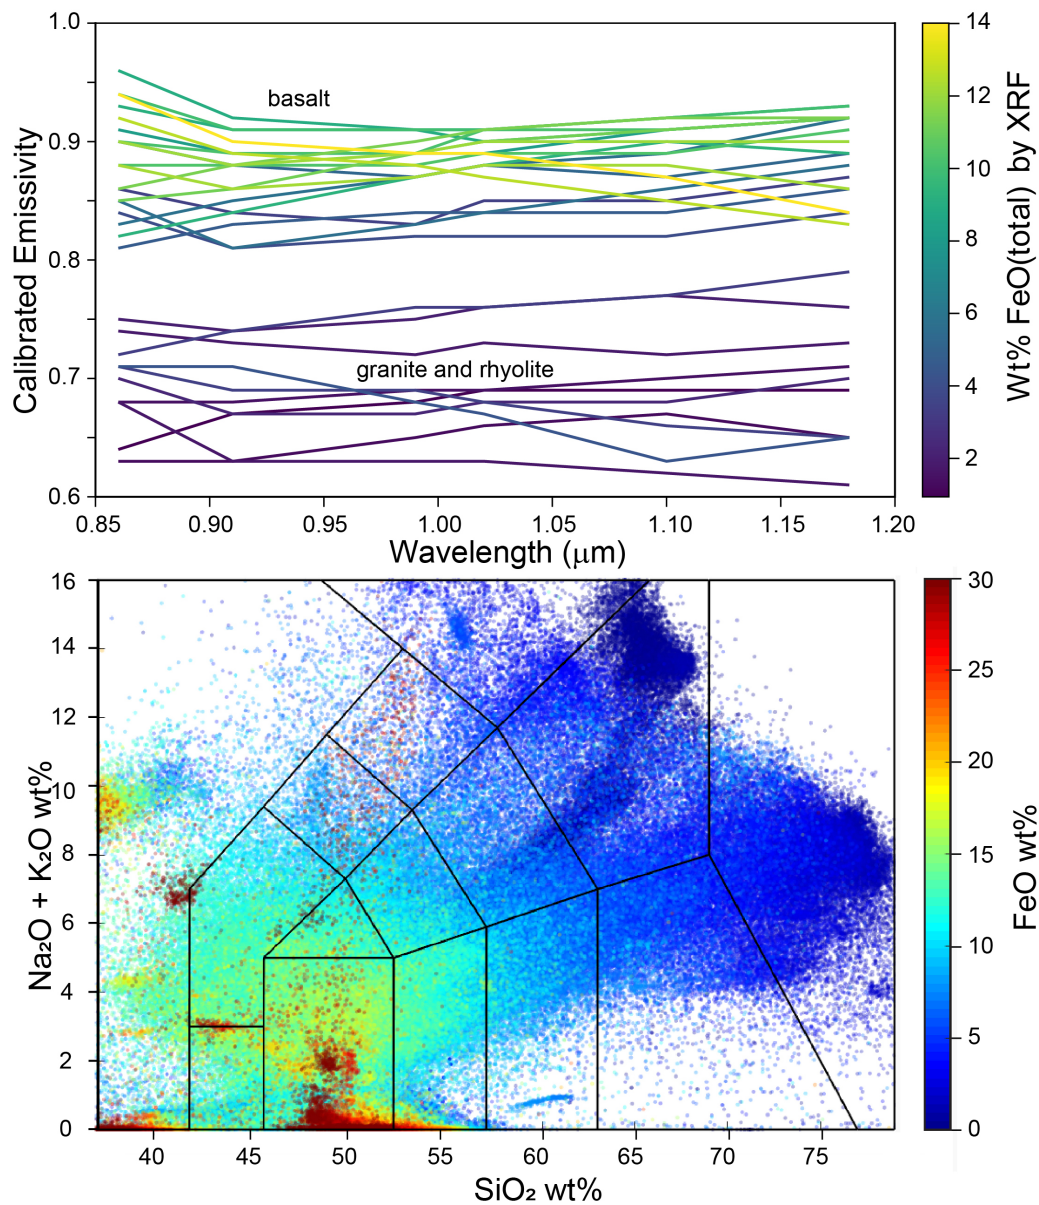 1.0
0.9
0.8
0.7
0.6
Calibrated Emissivity
basalt
granite and rhyolite
0.85 0.90 0.95 1.00 1.05 1.10 1.15 1.20
Wavelength (μm)
14
12
10
8
6
4
2
Wt% FeO(total) by XRF
16
14
12
10
8
6
4
2
0
Na₂O + K₂O wt%
40 45 50 55 60 65 70 75
SiO₂ wt%
30
25
20
15
10
5
0
FeO wt%